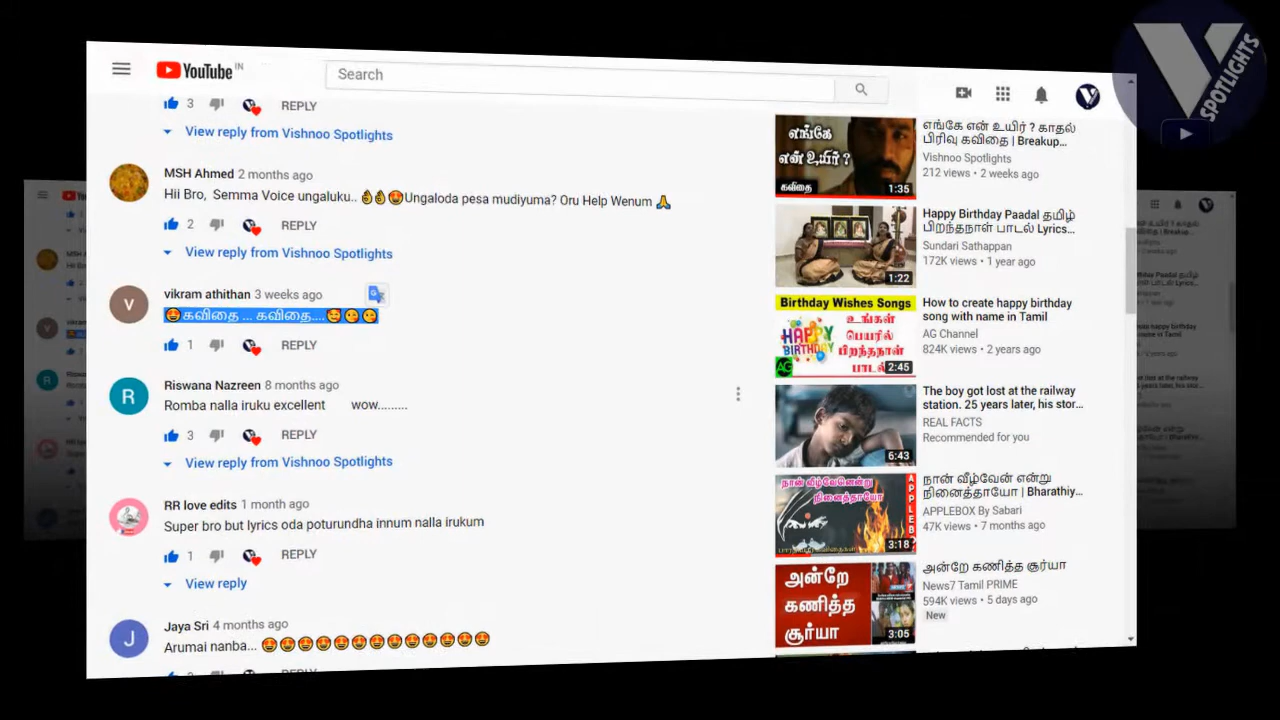 V SPOTLIGHTS
YouTube IN
Search
3 REPLY
View reply from Vishnoo Spotlights
MSH Ahmed 2 months ago
Hii Bro, Semma Voice ungaluku.. 👌👌😍Ungaloda pesa mudiyuma? Oru Help Wenum 🙏
2 REPLY
View reply from Vishnoo Spotlights
V
vikram athithan 3 weeks ago
😍கவிதை ... கவிதை....🥰😋😋
1 REPLY
R
Riswana Nazreen 8 months ago
Romba nalla iruku excellent wow.........
3 REPLY
View reply from Vishnoo Spotlights
RR love edits 1 month ago
Super bro but lyrics oda poturundha innum nalla irukum
1 REPLY
View reply
J
Jaya Sri 4 months ago
Arumai nanba... 😍😍😍😍😍😍😍😍😍😍😍😍😍
எங்கே
என் உயிர் ?
கவிதை
1:35
எங்கே என் உயிர் ? காதல்
பிரிவு கவிதை | Breakup...
Vishnoo Spotlights
212 views • 2 weeks ago
1:22
Happy Birthday Paadal தமிழ்
பிறந்தநாள் பாடல் Lyrics...
Sundari Sathappan
172K views • 1 year ago
Birthday Wishes Songs
HAPPY BIRTHDAY
உங்கள்
பெயரில்
பிறந்தநாள்
பாடல்
AG
2:45
How to create happy birthday
song with name in Tamil
AG Channel
824K views • 2 years ago
6:43
The boy got lost at the railway
station. 25 years later, his stor...
REAL FACTS
Recommended for you
நான் வீழ்வேனென்று
நினைத்தாயோ
APPLEB
3:18
நான் வீழ்வேன் என்று
நினைத்தாயோ | Bharathiy...
APPLEBOX By Sabari
47K views • 7 months ago
அன்றே
கணித்த
சூர்யா
3:05
அன்றே கணித்த சூர்யா
News7 Tamil PRIME
594K views • 5 days ago
New